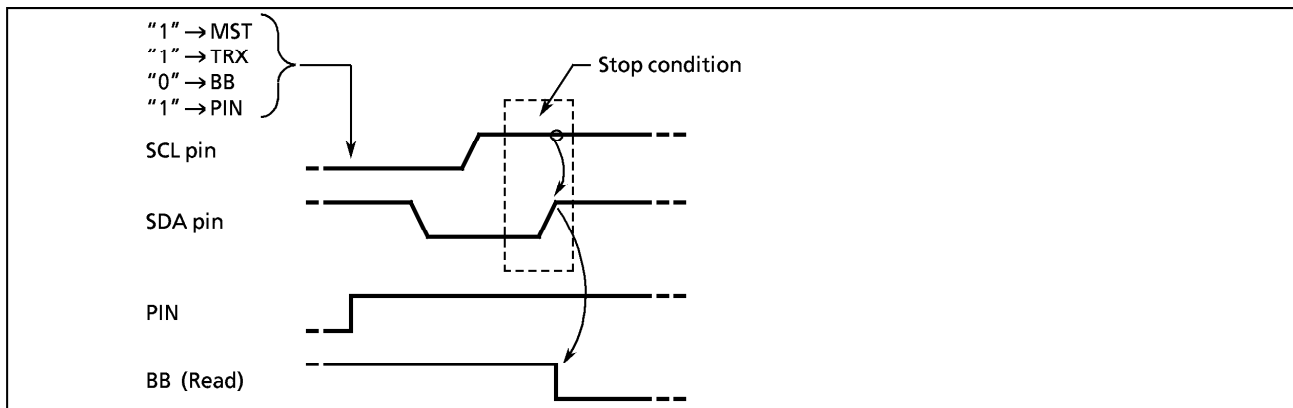 “1” → MST
“1” → TRX
“0” → BB
“1” → PIN
Stop condition
SCL pin
SDA pin
PIN
BB (Read)